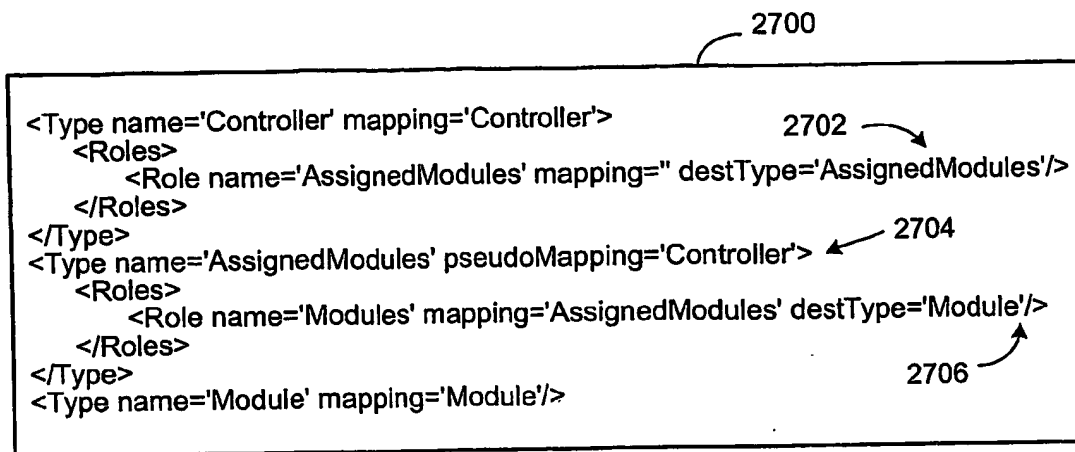 2700
<Type name='Controller' mapping='Controller'>
2702
<Roles>
<Role name='AssignedModules' mapping='' destType='AssignedModules'/>
</Roles>
</Type>
2704
<Type name='AssignedModules' pseudoMapping='Controller'>
<Roles>
<Role name='Modules' mapping='AssignedModules' destType='Module'/>
</Roles>
</Type>
2706
<Type name='Module' mapping='Module'/>